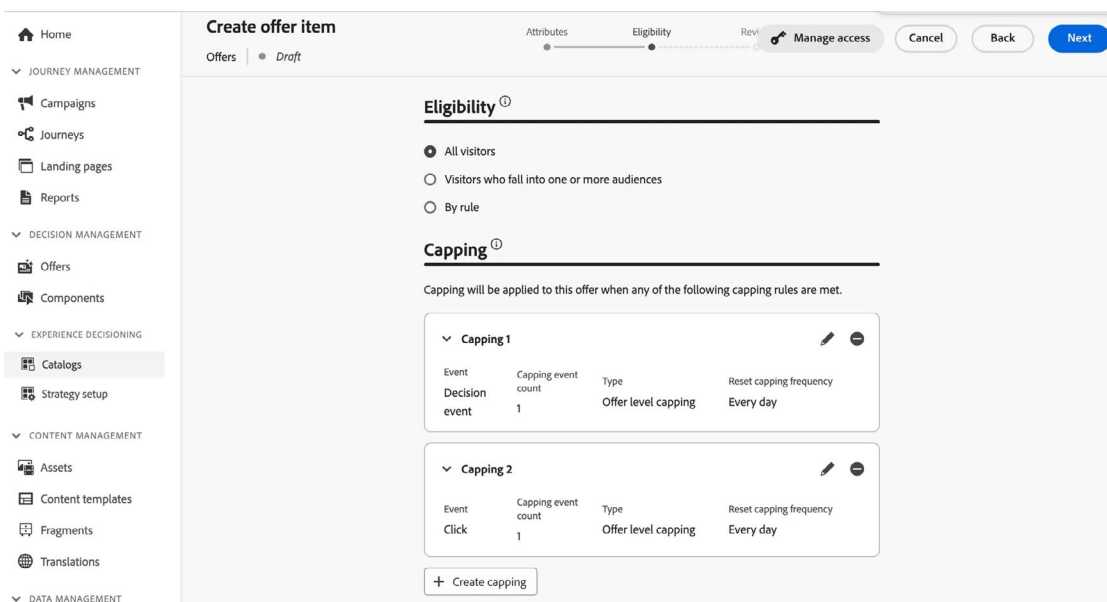 Home
JOURNEY MANAGEMENT
Campaigns
Journeys
Landing pages
Reports
DECISION MANAGEMENT
Offers
Components
EXPERIENCE DECISIONING
Catalogs
Strategy setup
CONTENT MANAGEMENT
Assets
Content templates
Fragments
Translations
DATA MANAGEMENT
Create offer item
Offers Draft
Attributes Eligibility Revi
Manage access Cancel Back Next
Eligibility
All visitors
Visitors who fall into one or more audiences
By rule
Capping
Capping will be applied to this offer when any of the following capping rules are met.
Capping 1
Event
Decision
event
Capping event
count
1
Type
Offer level capping
Reset capping frequency
Every day
Capping 2
Event
Click
Capping event
count
1
Type
Offer level capping
Reset capping frequency
Every day
+ Create capping